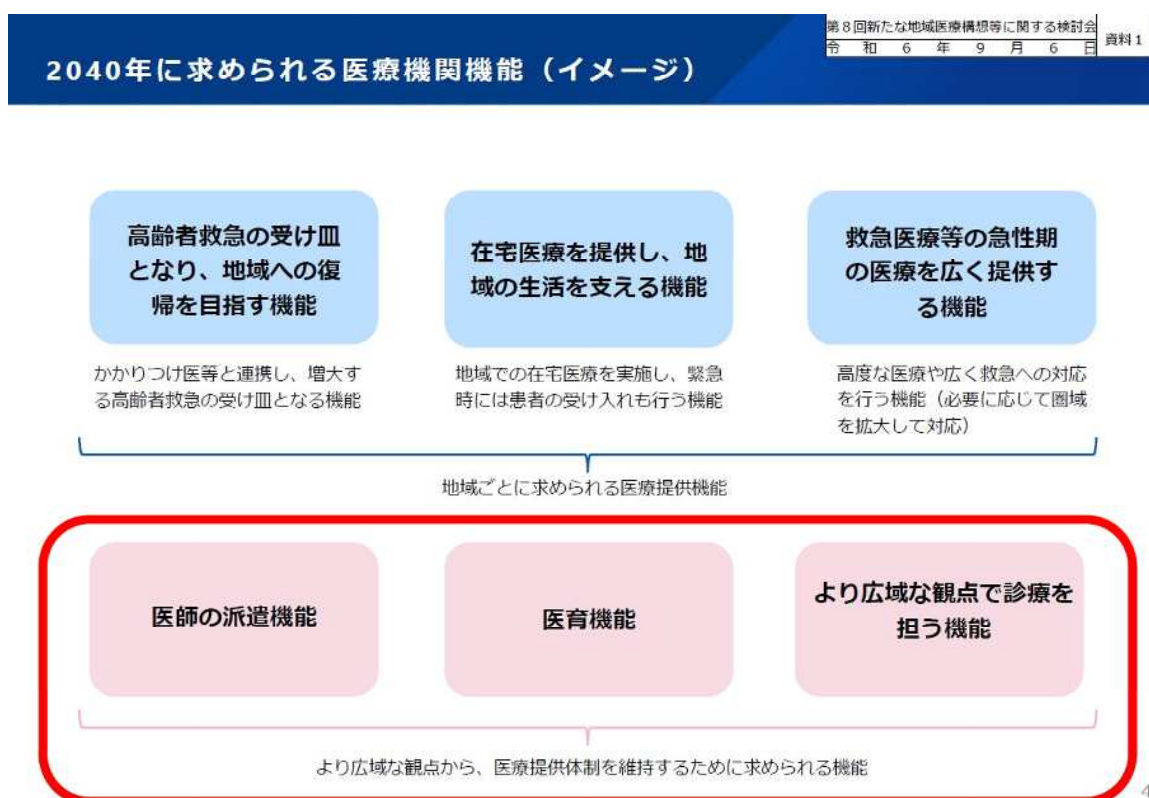 第8回新たな地域医療構想等に関する検討会
令和6年9月6日
資料1
2040年に求められる医療機関機能(イメージ)
高齢者救急の受け皿
となり、地域への復
帰を目指す機能
在宅医療を提供し、地
域の生活を支える機能
救急医療等の急性期
の医療を広く提供す
る機能
かかりつけ医等と連携し、増大す
る高齢者救急の受け皿となる機能
地域での在宅医療を実施し、緊急
時には患者の受け入れも行う機能
高度な医療や広く救急への対応
を行う機能(必要に応じて圏域
を拡大して対応)
地域ごとに求められる医療提供機能
医師の派遣機能
医育機能
より広域な観点で診療を
担う機能
より広域な観点から、医療提供体制を維持するために求められる機能
4